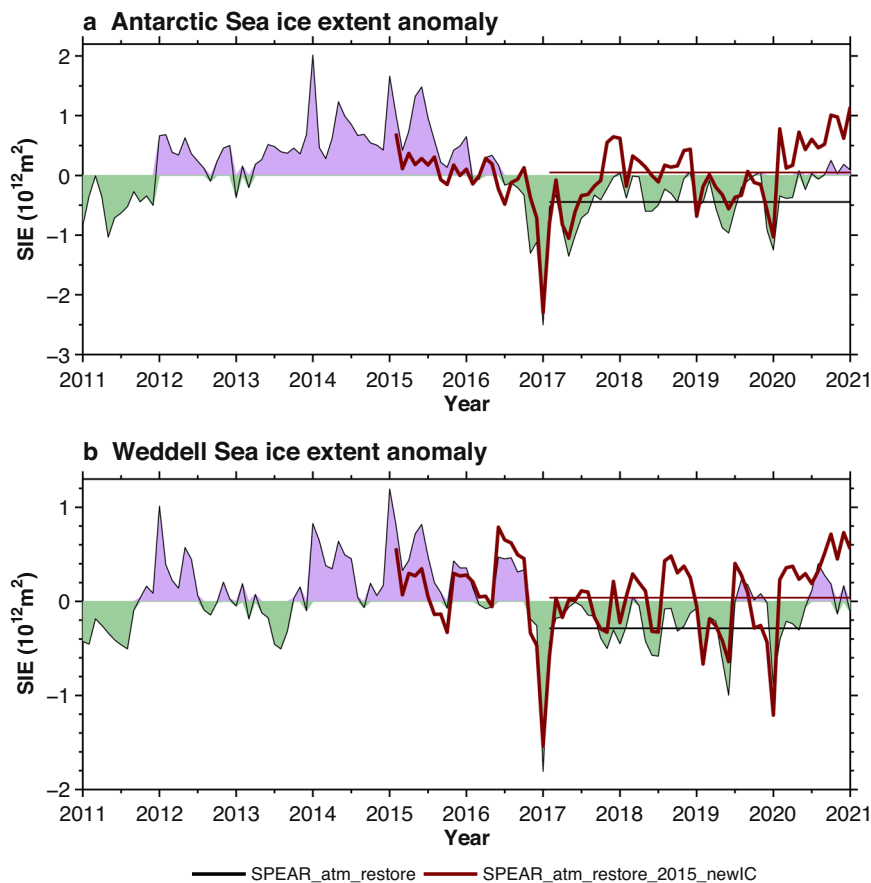 a Antarctic Sea ice extent anomaly
2
1
0
−1
−2
−3
SIE (10¹²m²)
2011 2012 2013 2014 2015 2016 2017 2018 2019 2020 2021
Year
b Weddell Sea ice extent anomaly
1
0
−1
−2
SIE (10¹²m²)
2011 2012 2013 2014 2015 2016 2017 2018 2019 2020 2021
Year
SPEAR_atm_restore SPEAR_atm_restore_2015_newIC